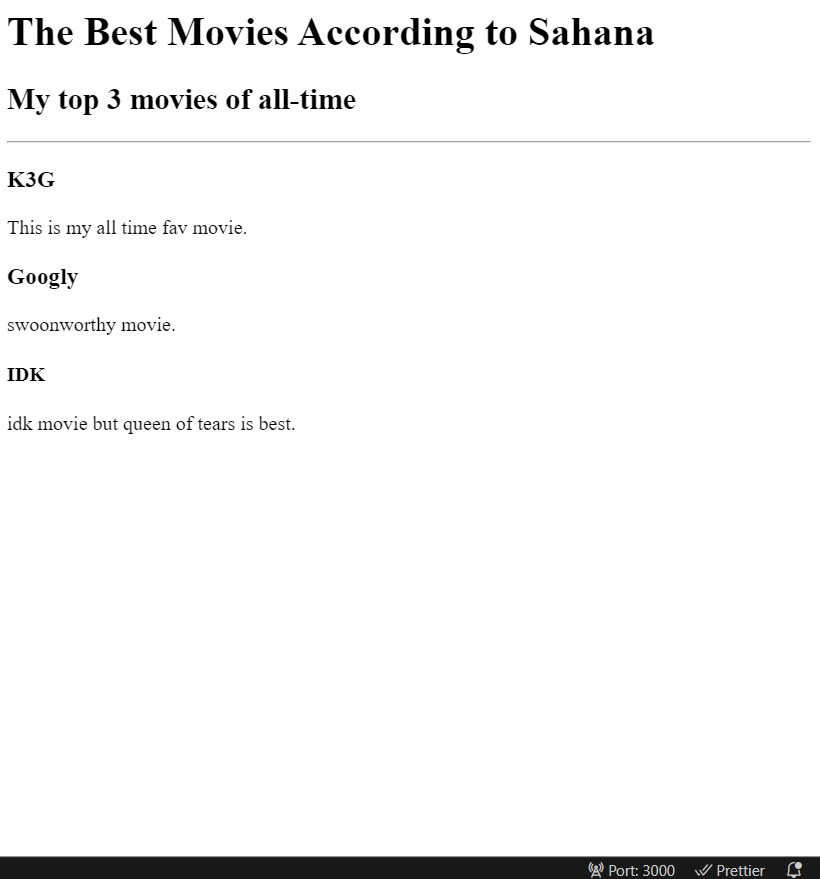 The Best Movies According to Sahana
My top 3 movies of all-time
K3G
This is my all time fav movie.
Googly
swoonworthy movie.
IDK
idk movie but queen of tears is best.
Port: 3000 Prettier